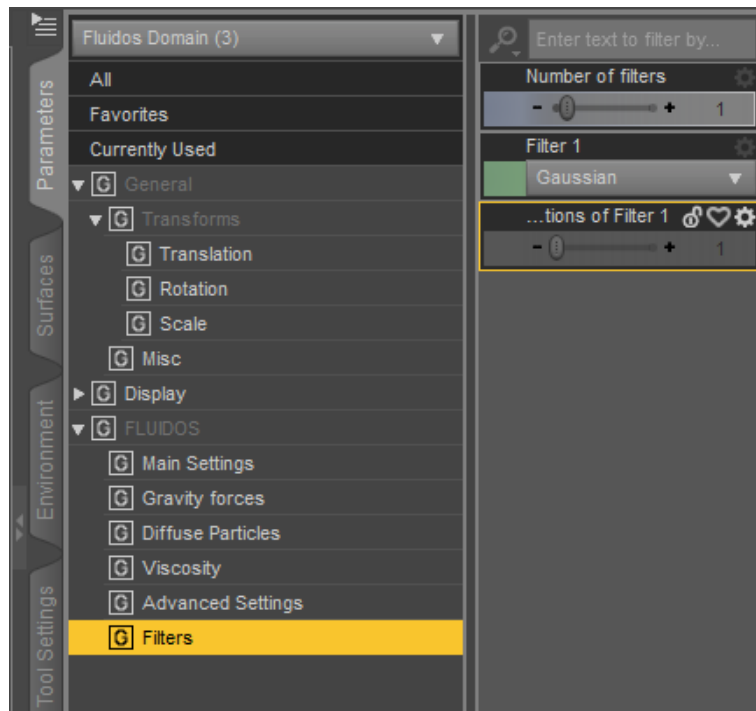 Parameters
Surfaces
Environment
Tool Settings
Fluidos Domain (3)
All
Favorites
Currently Used
G General
G Transforms
G Translation
G Rotation
G Scale
G Misc
G Display
G FLUIDOS
G Main Settings
G Gravity forces
G Diffuse Particles
G Viscosity
G Advanced Settings
G Filters
Enter text to filter by...
Number of filters
- + 1
Filter 1
Gaussian
...tions of Filter 1
- + 1